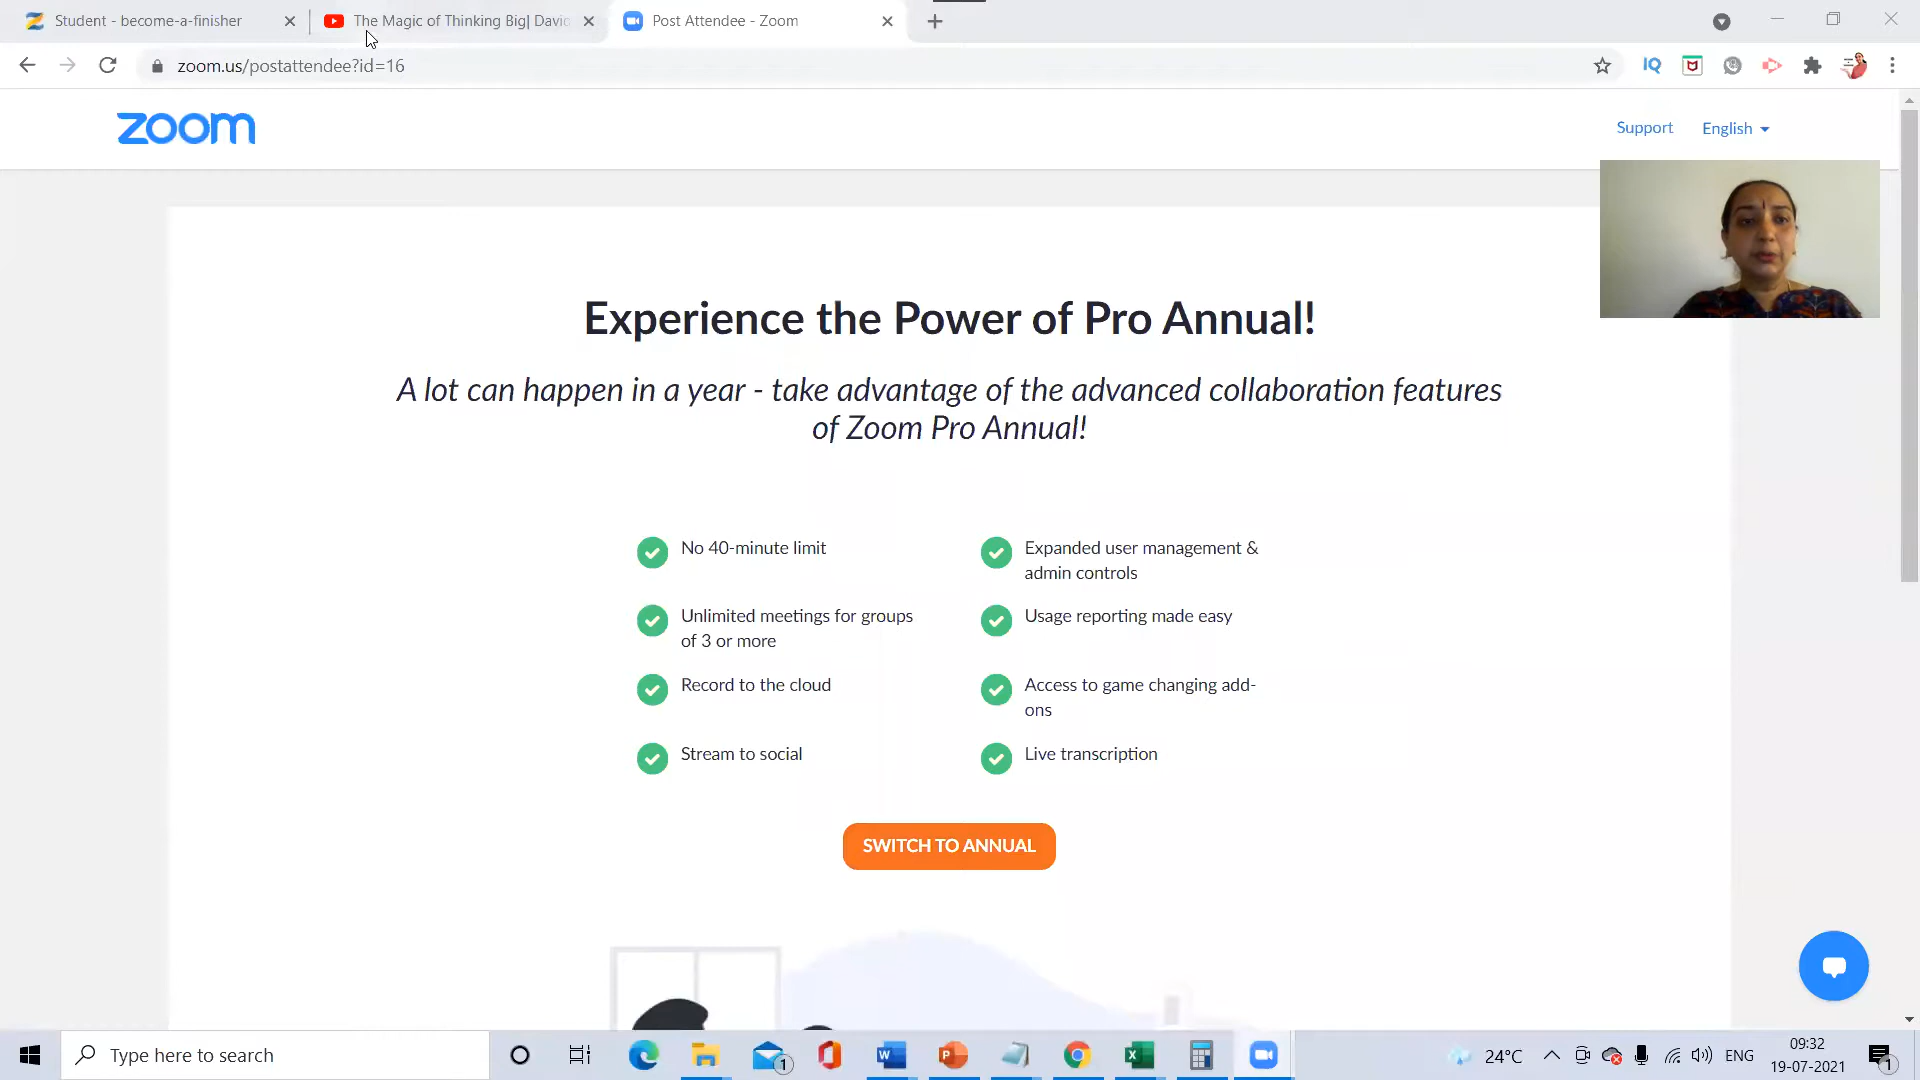 Student - become-a-finisher
The Magic of Thinking Big| Davi
Post Attendee - Zoom
zoom.us/postattendee?id=16
IQ
zoom
Support
English
Experience the Power of Pro Annual!
A lot can happen in a year - take advantage of the advanced collaboration features
of Zoom Pro Annual!
No 40-minute limit
Expanded user management &
admin controls
Unlimited meetings for groups
of 3 or more
Usage reporting made easy
Record to the cloud
Access to game changing add-
ons
Stream to social
Live transcription
SWITCH TO ANNUAL
Type here to search
1
24°C
ENG
09:32
19-07-2021
1